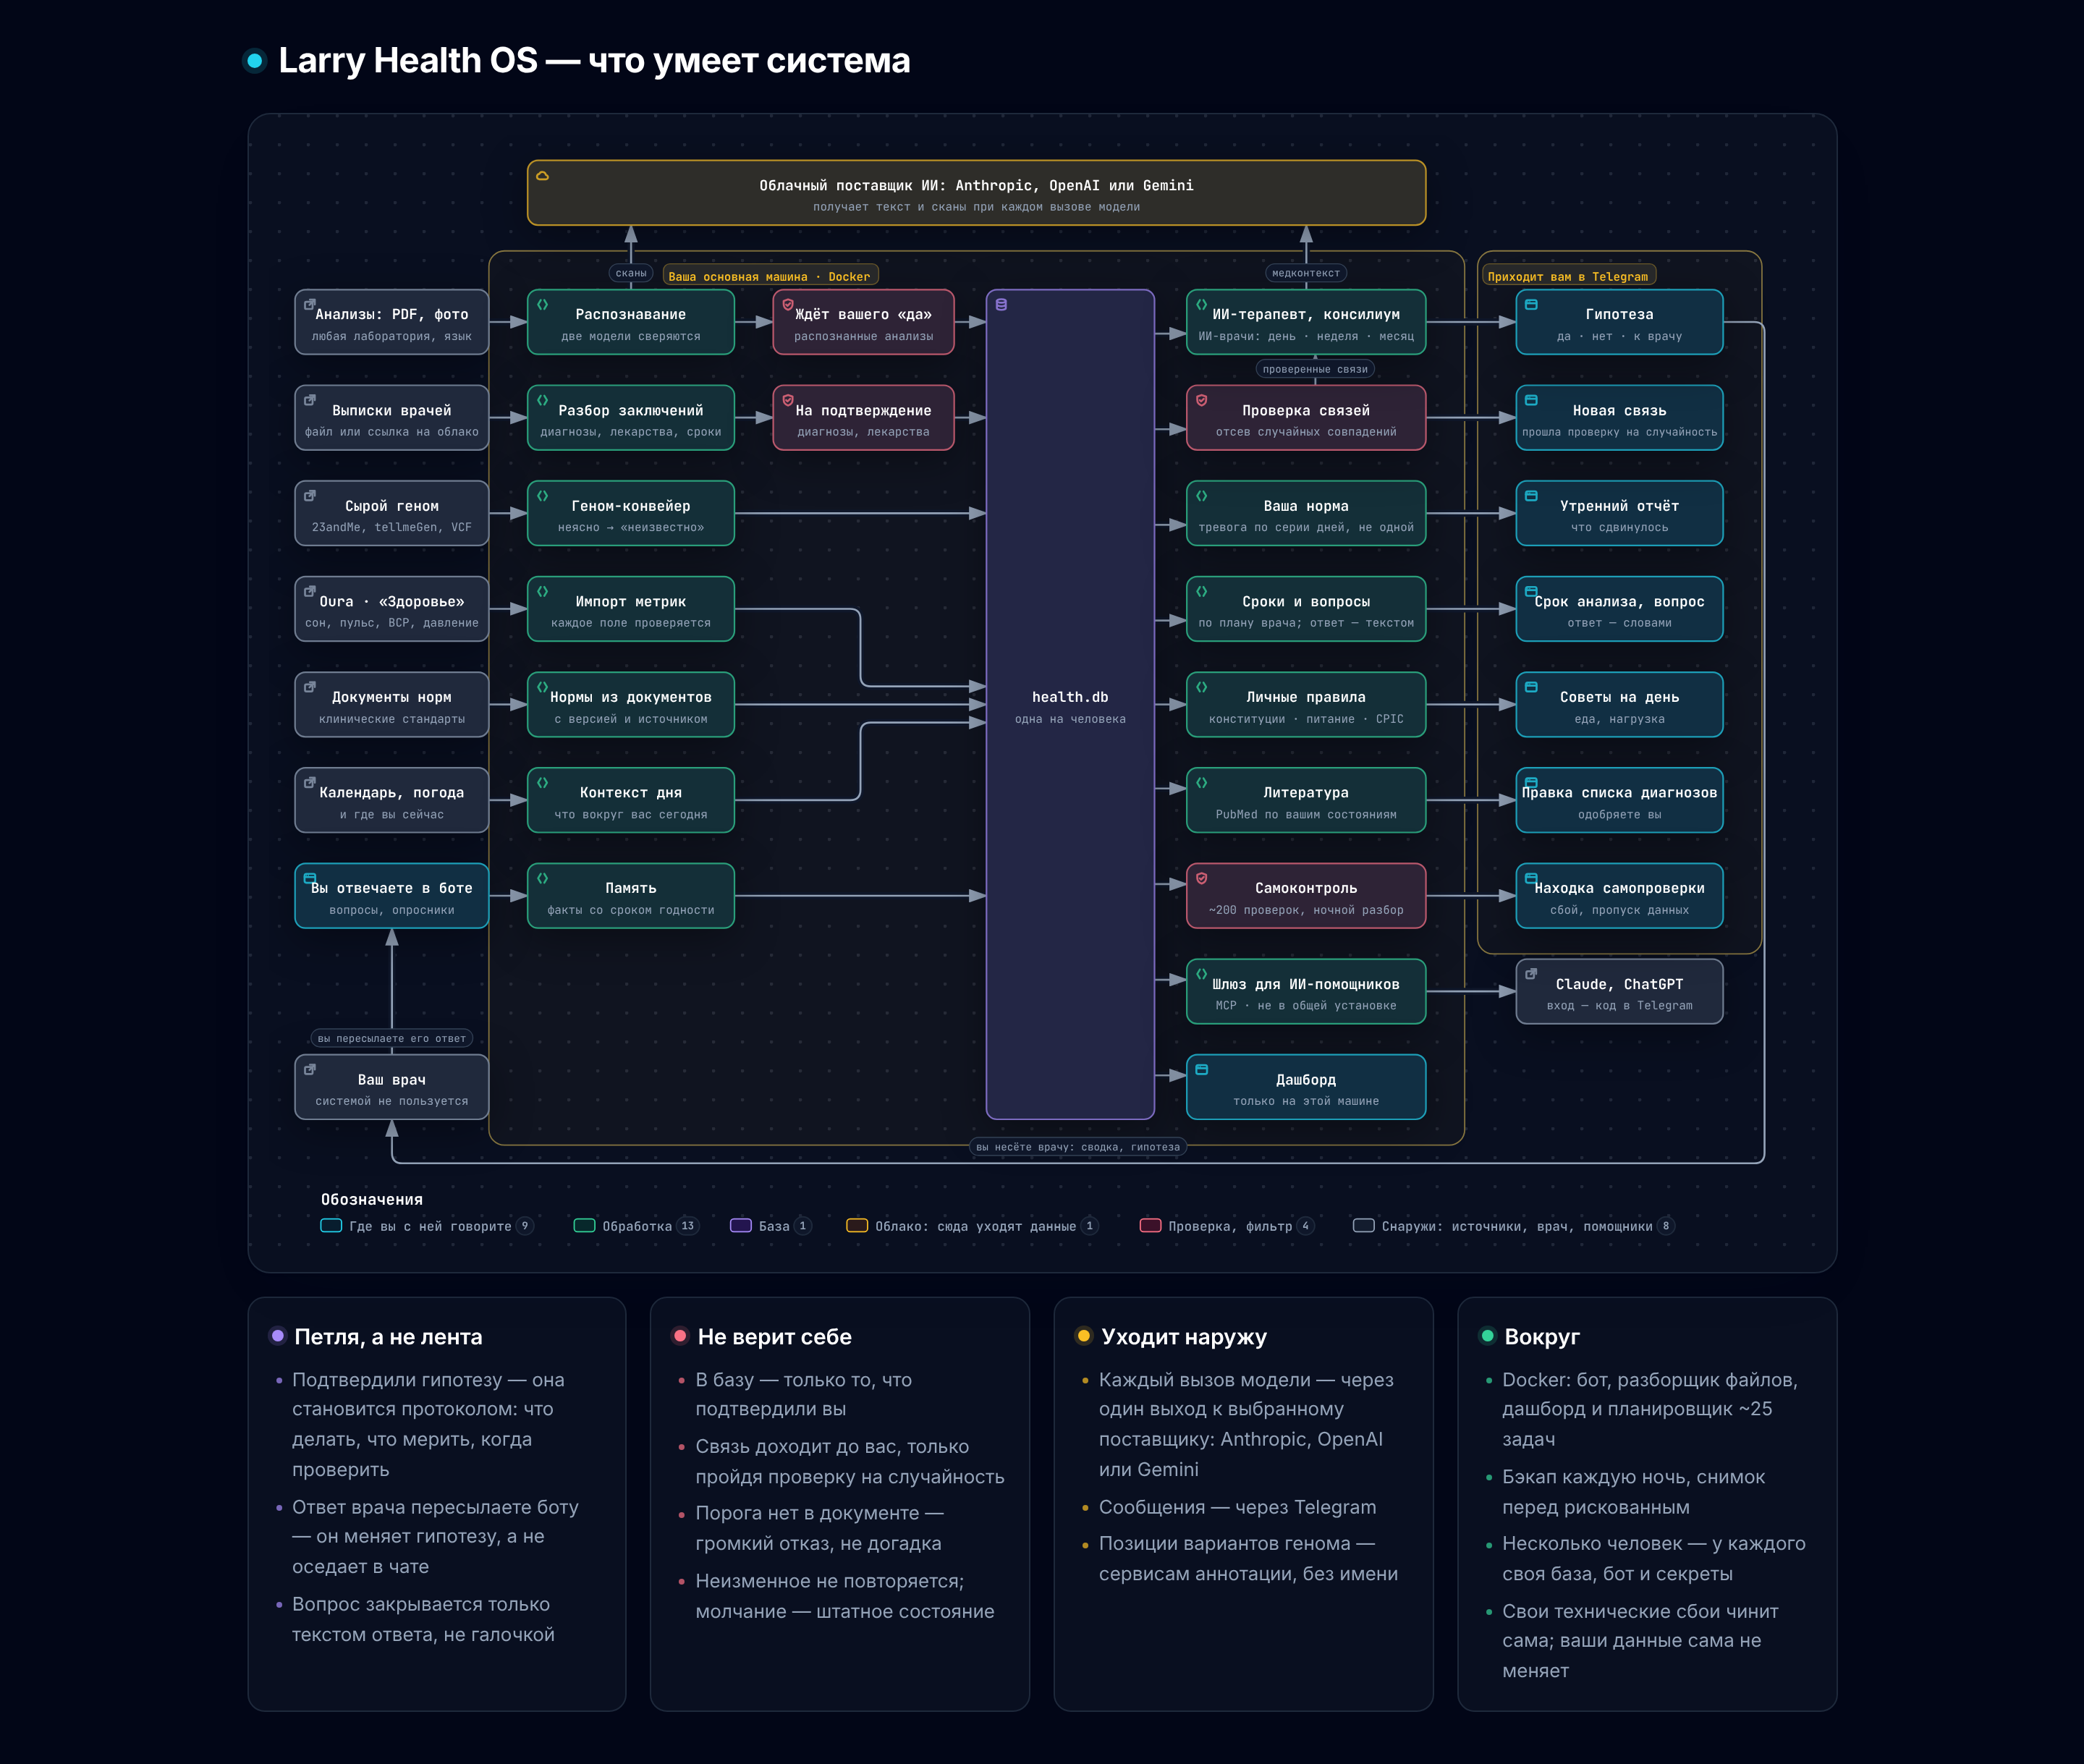 Larry Health OS — что умеет система
Облачный поставщик ИИ: Anthropic, OpenAI или Gemini
получает текст и сканы при каждом вызове модели
сканы
Ваша основная машина · Docker
медконтекст
Приходит вам в Telegram
Анализы: PDF, фото
любая лаборатория, язык
Распознавание
две модели сверяются
Ждёт вашего «да»
распознанные анализы
ИИ-терапевт, консилиум
ИИ-врачи: день · неделя · месяц
Гипотеза
да · нет · к врачу
проверенные связи
Выписки врачей
файл или ссылка на облако
Разбор заключений
диагнозы, лекарства, сроки
На подтверждение
диагнозы, лекарства
Проверка связей
отсев случайных совпадений
Новая связь
прошла проверку на случайность
Сырой геном
23andMe, tellmeGen, VCF
Геном-конвейер
неясно → «неизвестно»
Ваша норма
тревога по серии дней, не одной
Утренний отчёт
что сдвинулось
Oura · «Здоровье»
сон, пульс, ВСР, давление
Импорт метрик
каждое поле проверяется
Сроки и вопросы
по плану врача; ответ — текстом
Срок анализа, вопрос
ответ — словами
Документы норм
клинические стандарты
Нормы из документов
с версией и источником
health.db
одна на человека
Личные правила
конституции · питание · CPIC
Советы на день
еда, нагрузка
Календарь, погода
и где вы сейчас
Контекст дня
что вокруг вас сегодня
Литература
PubMed по вашим состояниям
Правка списка диагнозов
одобряете вы
Вы отвечаете в боте
вопросы, опросники
Память
факты со сроком годности
Самоконтроль
~200 проверок, ночной разбор
Находка самопроверки
сбой, пропуск данных
Шлюз для ИИ-помощников
MCP · не в общей установке
Claude, ChatGPT
вход — код в Telegram
вы пересылаете его ответ
Ваш врач
системой не пользуется
Дашборд
только на этой машине
вы несёте врачу: сводка, гипотеза
Обозначения
Где вы с ней говорите 9
Обработка 13
База 1
Облако: сюда уходят данные 1
Проверка, фильтр 4
Снаружи: источники, врач, помощники 8
Петля, а не лента
Подтвердили гипотезу — она
становится протоколом: что
делать, что мерить, когда
проверить
Ответ врача пересылаете боту
— он меняет гипотезу, а не
оседает в чате
Вопрос закрывается только
текстом ответа, не галочкой
Не верит себе
В базу — только то, что
подтвердили вы
Связь доходит до вас, только
пройдя проверку на случайность
Порога нет в документе —
громкий отказ, не догадка
Неизменное не повторяется;
молчание — штатное состояние
Уходит наружу
Каждый вызов модели — через
один выход к выбранному
поставщику: Anthropic, OpenAI
или Gemini
Сообщения — через Telegram
Позиции вариантов генома —
сервисам аннотации, без имени
Вокруг
Docker: бот, разборщик файлов,
дашборд и планировщик ~25
задач
Бэкап каждую ночь, снимок
перед рискованным
Несколько человек — у каждого
своя база, бот и секреты
Свои технические сбои чинит
сама; ваши данные сама не
меняет